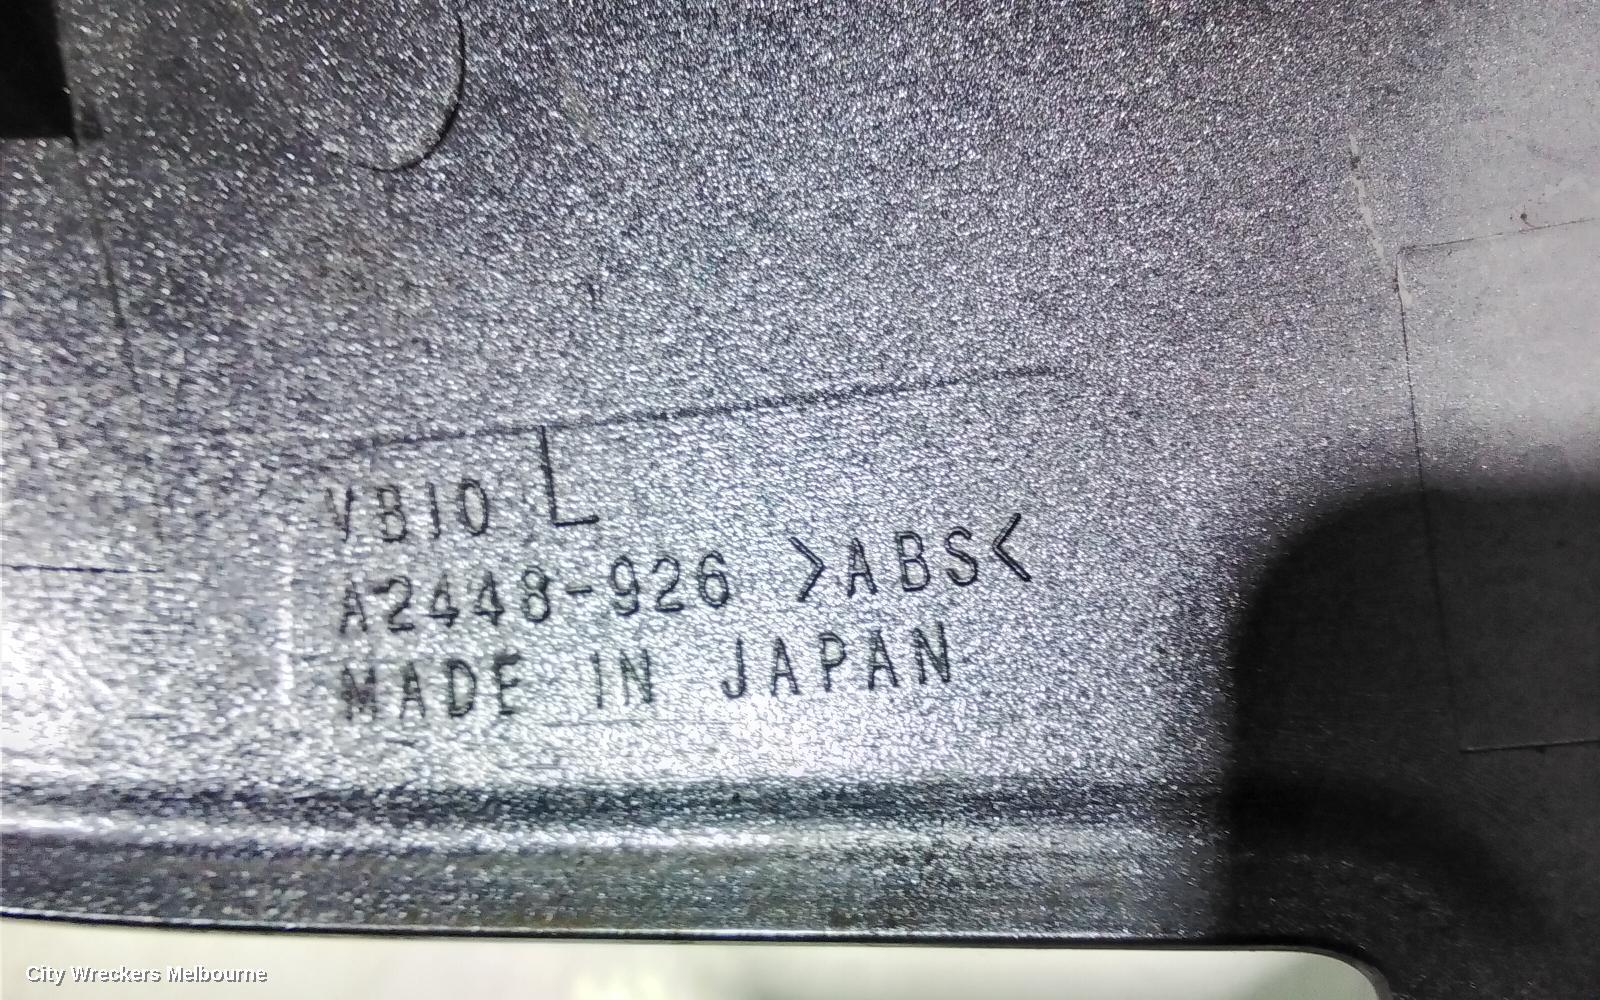 VB10 L
A2448-926 >ABS<
MADE IN JAPAN
City Wreckers Melbourne